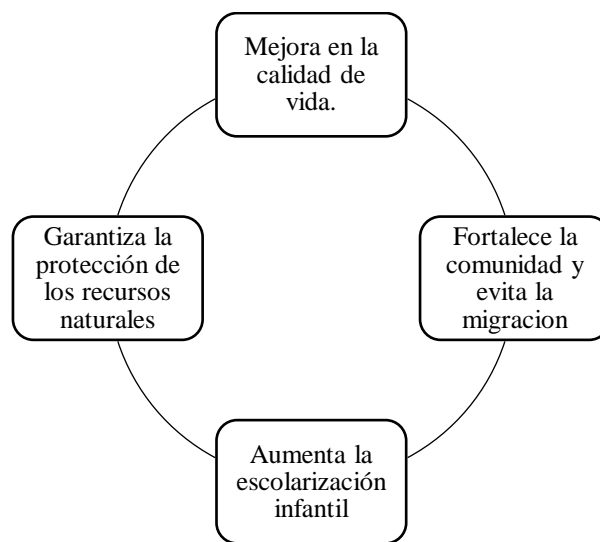 Mejora en la
calidad de
vida.
Fortalece la
comunidad y
evita la
migracion
Aumenta la
escolarización
infantil
Garantiza la
protección de
los recursos
naturales